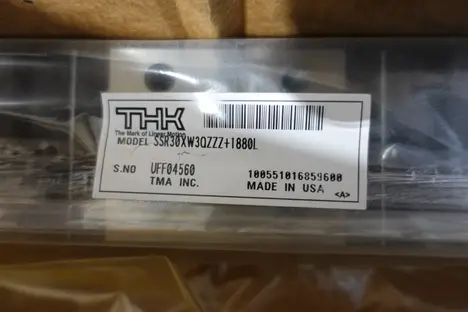 THK
The Mark of Linear Motion
MODEL SSR30XW3QZZZ+1880L
S.NO UFF04560 100551016859600
TMA INC. MADE IN USA <A>